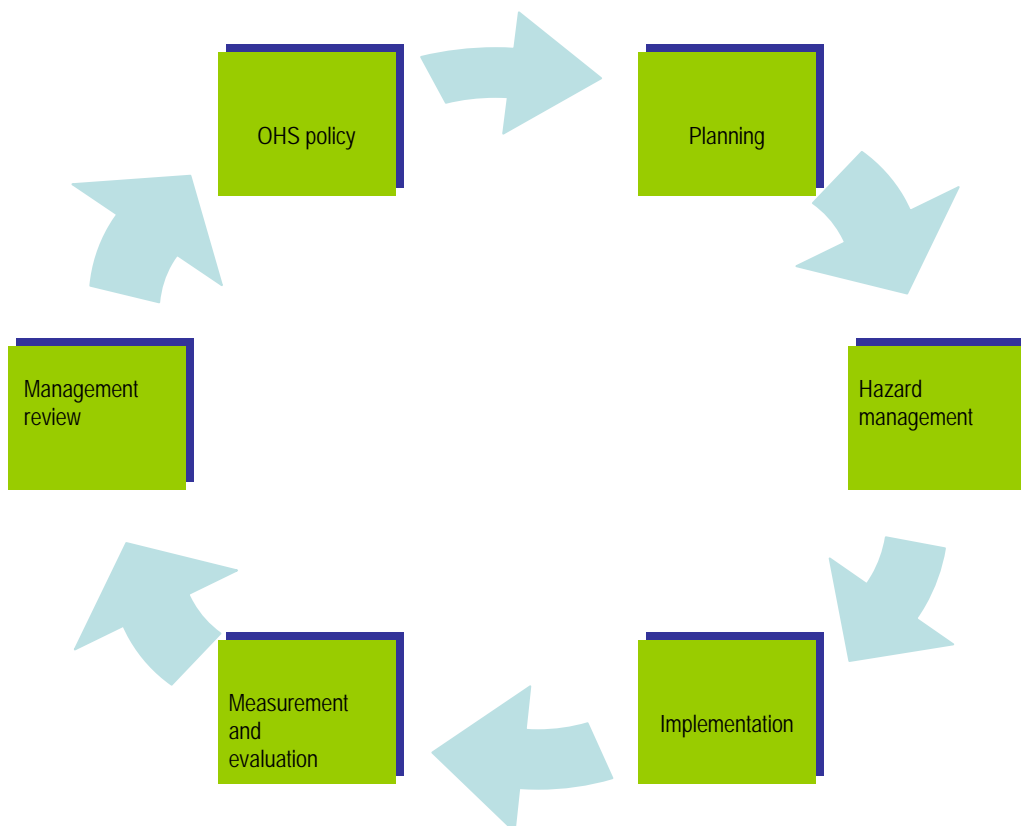 OHS policy
Planning
Hazard
management
Implementation
Measurement
and
evaluation
Management
review